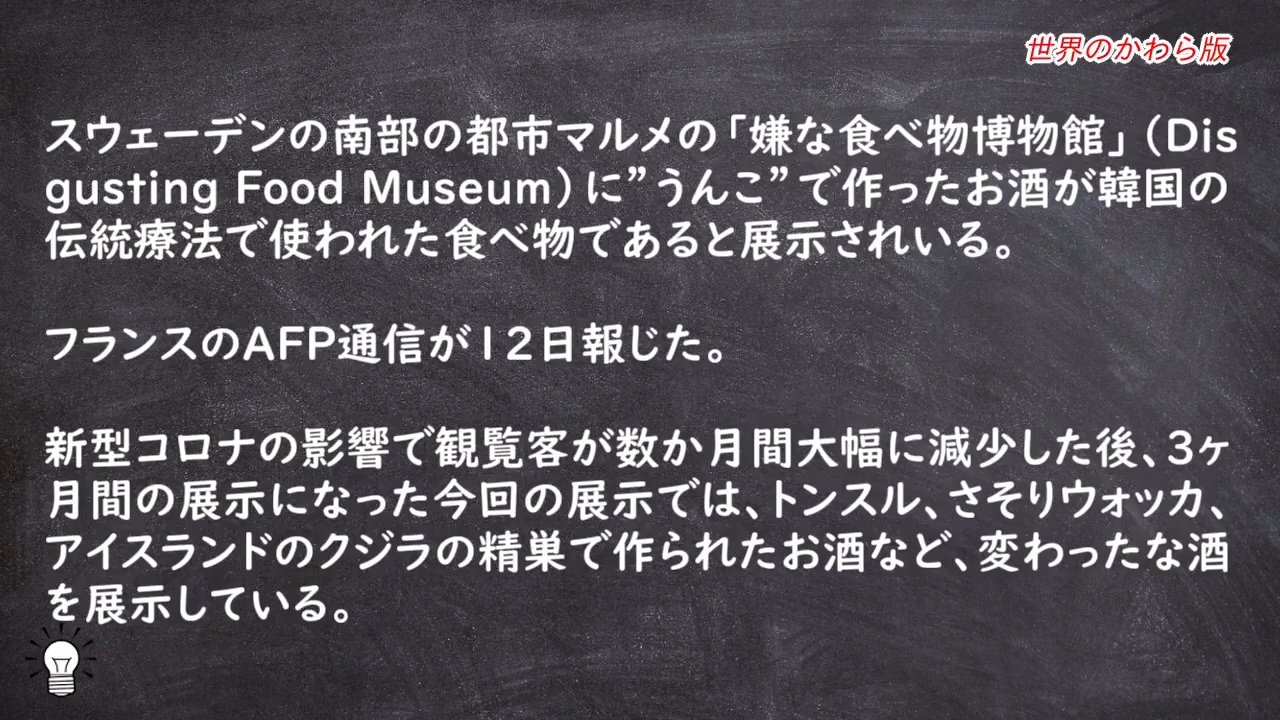 世界のかわら版
スウェーデンの南部の都市マルメの「嫌な食べ物博物館」(Dis
gusting Food Museum)に”うんこ”で作ったお酒が韓国の
伝統療法で使われた食べ物であると展示されいる。
フランスのAFP通信が12日報じた。
新型コロナの影響で観覧客が数か月間大幅に減少した後、3ヶ
月間の展示になった今回の展示では、トンスル、さそりウォッカ、
アイスランドのクジラの精巣で作られたお酒など、変わったな酒
を展示している。